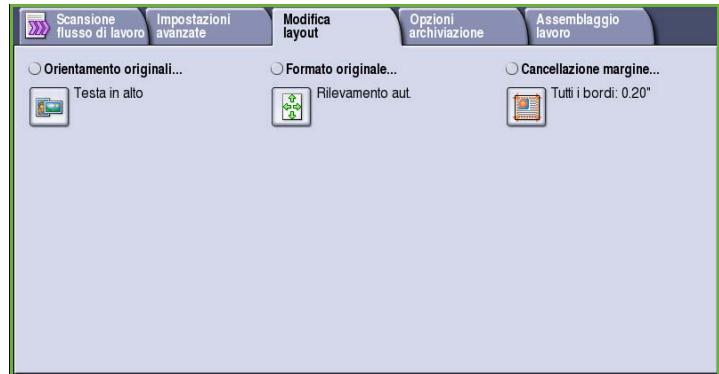 Scansione
flusso di lavoro
Impostazioni
avanzate
Modifica
layout
Opzioni
archiviazione
Assemblaggio
lavoro
Orientamento originali...
Testa in alto
Formato originale...
Rilevamento aut.
Cancellazione margine...
Tutti i bordi: 0.20"